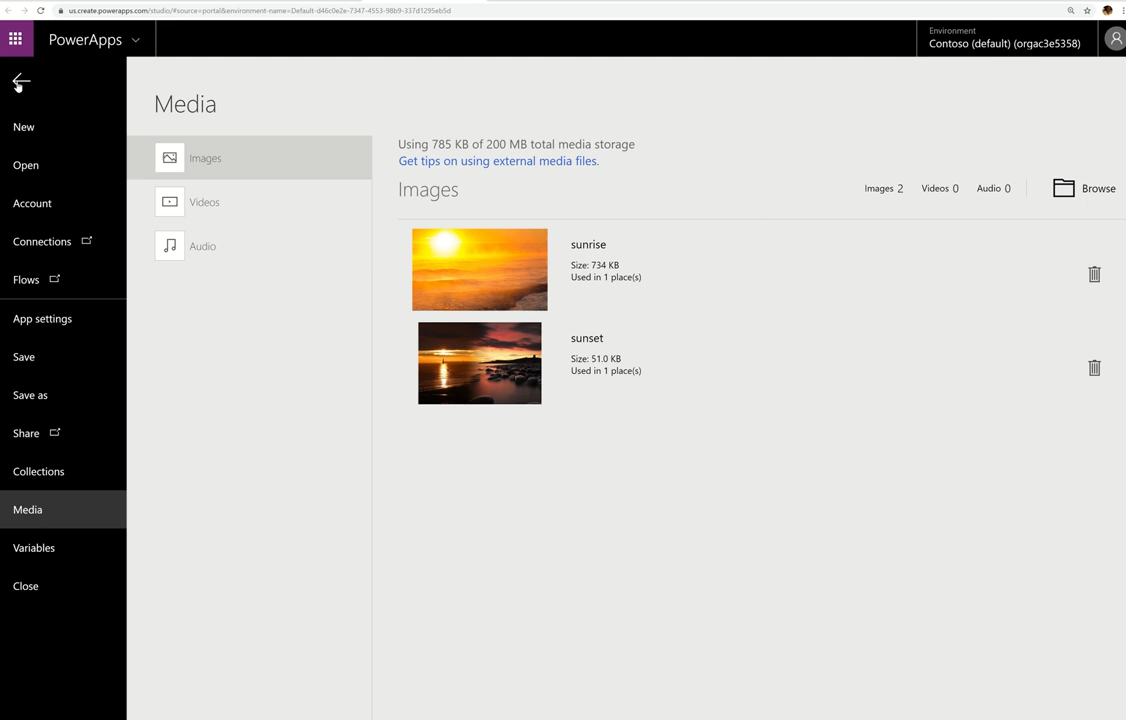 us.create.powerapps.com/studio/#source=portal&environment-name=Default-d46c0e2e-7347-4553-98b9-337d1295eb5d
PowerApps
Environment
Contoso (default) (orgac3e5358)
New
Open
Account
Connections
Flows
App settings
Save
Save as
Share
Collections
Media
Variables
Close
Media
Images
Videos
Audio
Using 785 KB of 200 MB total media storage
Get tips on using external media files.
Images
Images 2 Videos 0 Audio 0
Browse
sunrise
Size: 734 KB
Used in 1 place(s)
sunset
Size: 51.0 KB
Used in 1 place(s)